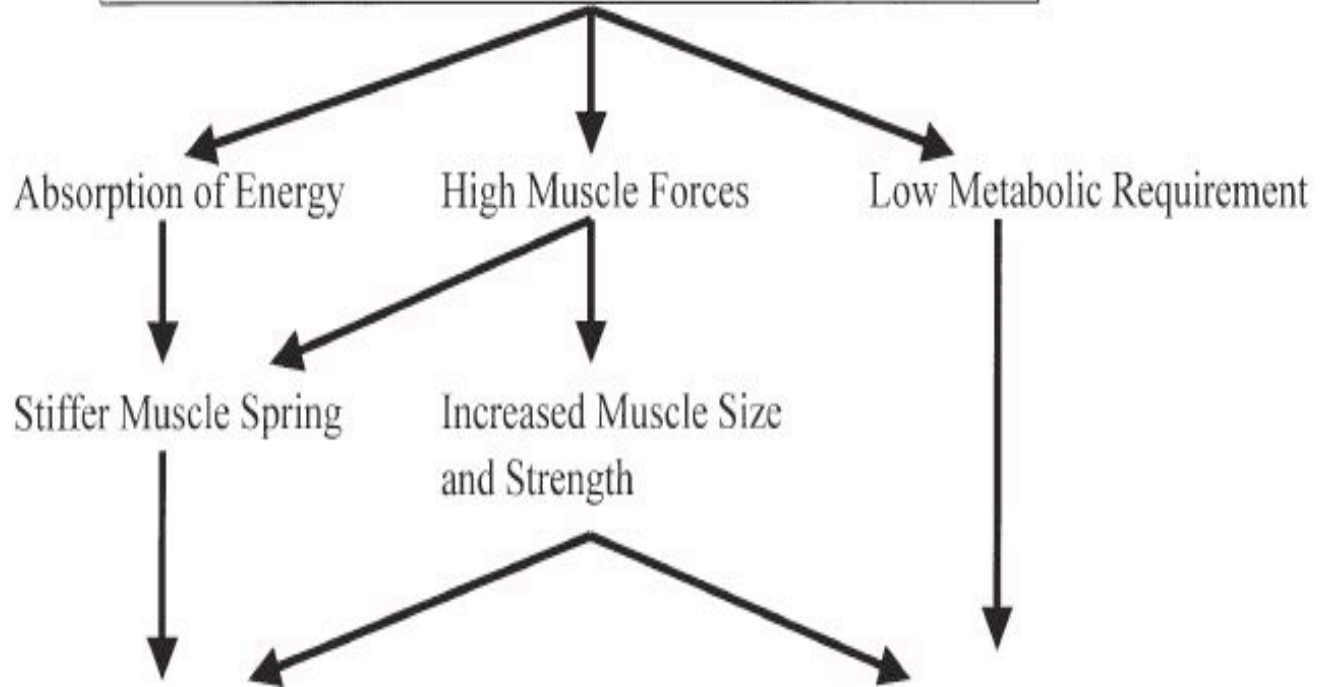 Absorption of Energy
High Muscle Forces
Low Metabolic Requirement
Stiffer Muscle Spring
Increased Muscle Size
and Strength